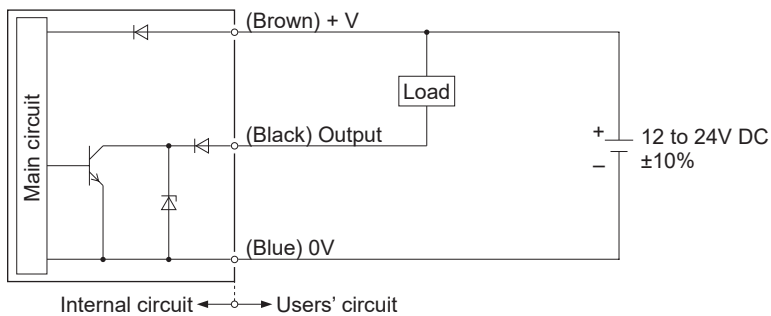 (Brown) + V
Load
Main circuit
(Black) Output
+
–
12 to 24V DC
±10%
(Blue) 0V
Internal circuit
Users’ circuit